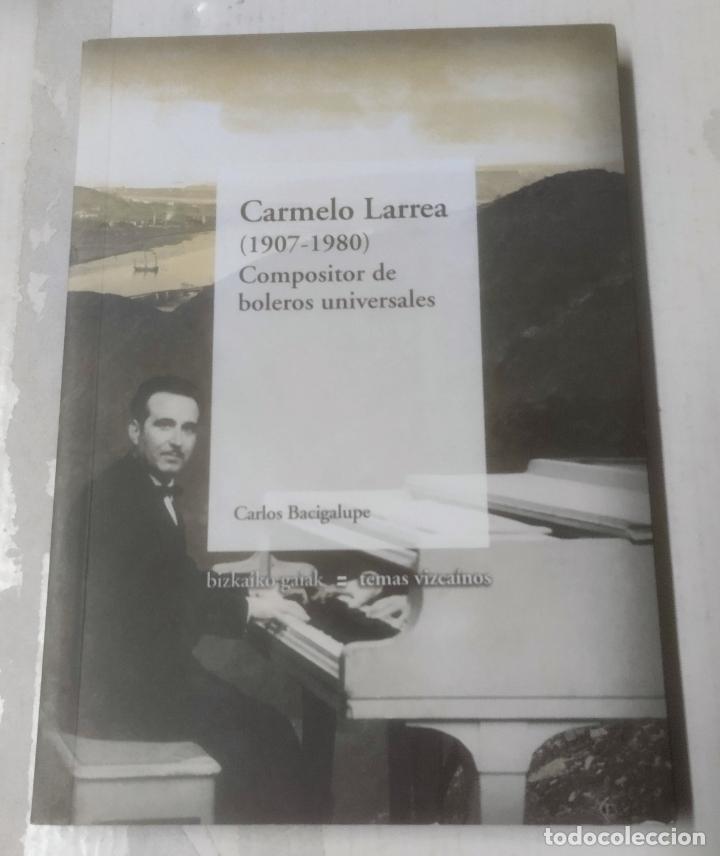 Carmelo Larrea
(1907-1980)
Compositor de
boleros universales
Carlos Bacigalupe
bizkaiko gaiak = temas vizcaínos
todocoleccion